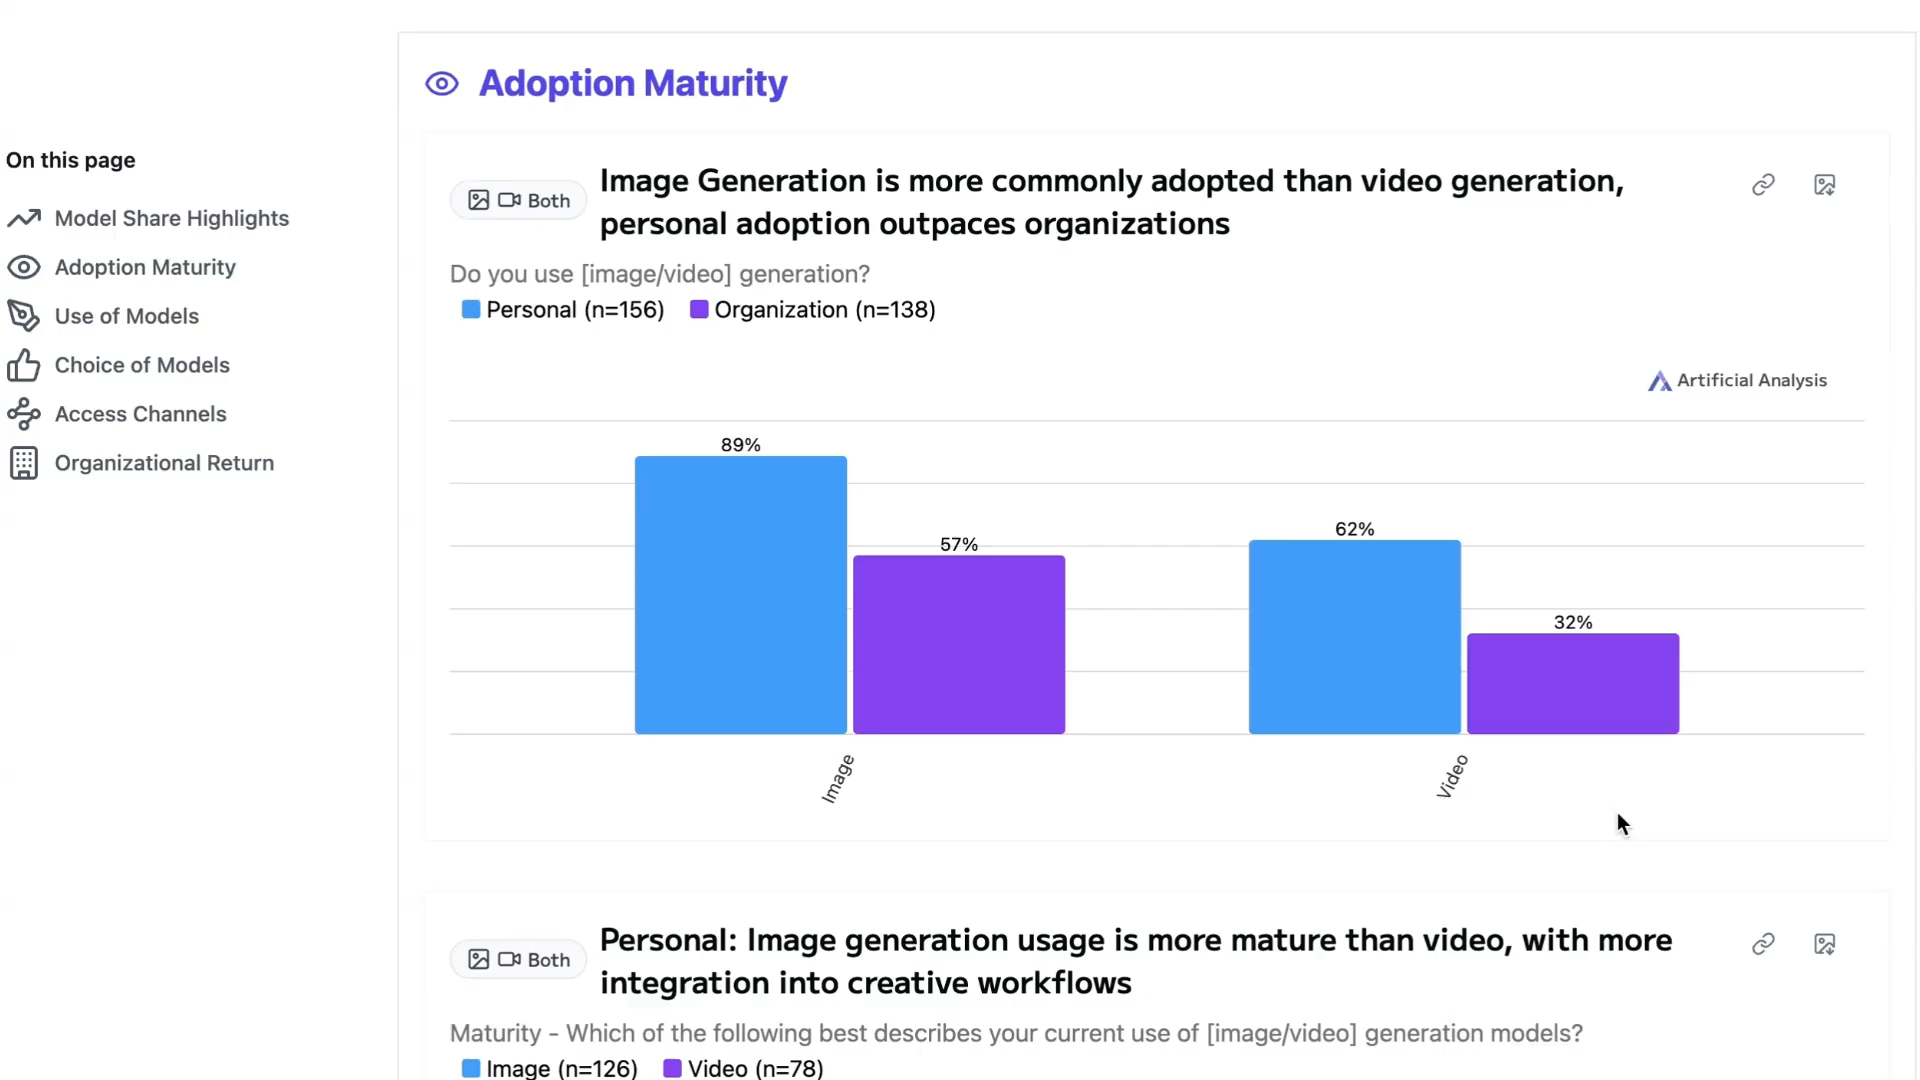 Adoption Maturity
On this page
Model Share Highlights
Adoption Maturity
Use of Models
Choice of Models
Access Channels
Organizational Return
Both
Image Generation is more commonly adopted than video generation,
personal adoption outpaces organizations
Do you use [image/video] generation?
Personal (n=156) Organization (n=138)
Artificial Analysis
89%
57%
62%
32%
Image
Video
Both
Personal: Image generation usage is more mature than video, with more
integration into creative workflows
Maturity - Which of the following best describes your current use of [image/video] generation models?
Image (n=126) Video (n=78)